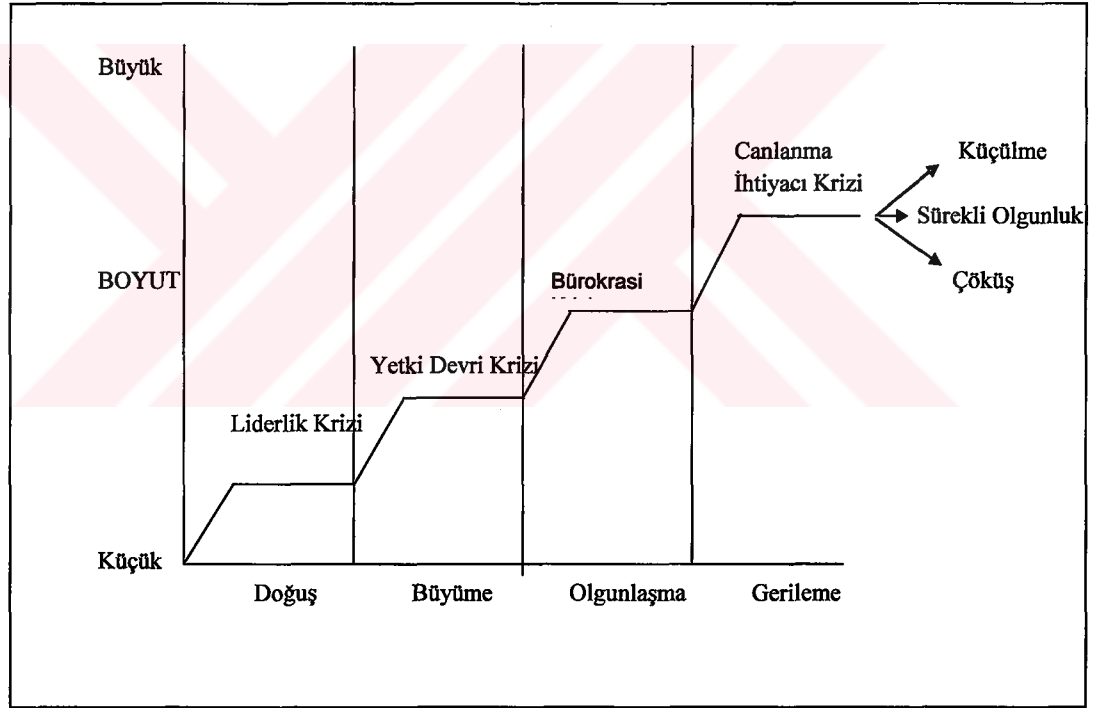 Büyük
Canlanma
İhtiyacı Krizi
Küçülme
Sürekli Olgunluk
BOYUT
Bürokrasi
Çöküş
Yetki Devri Krizi
Liderlik Krizi
Küçük
Doğuş
Büyüme
Olgunlaşma
Gerileme